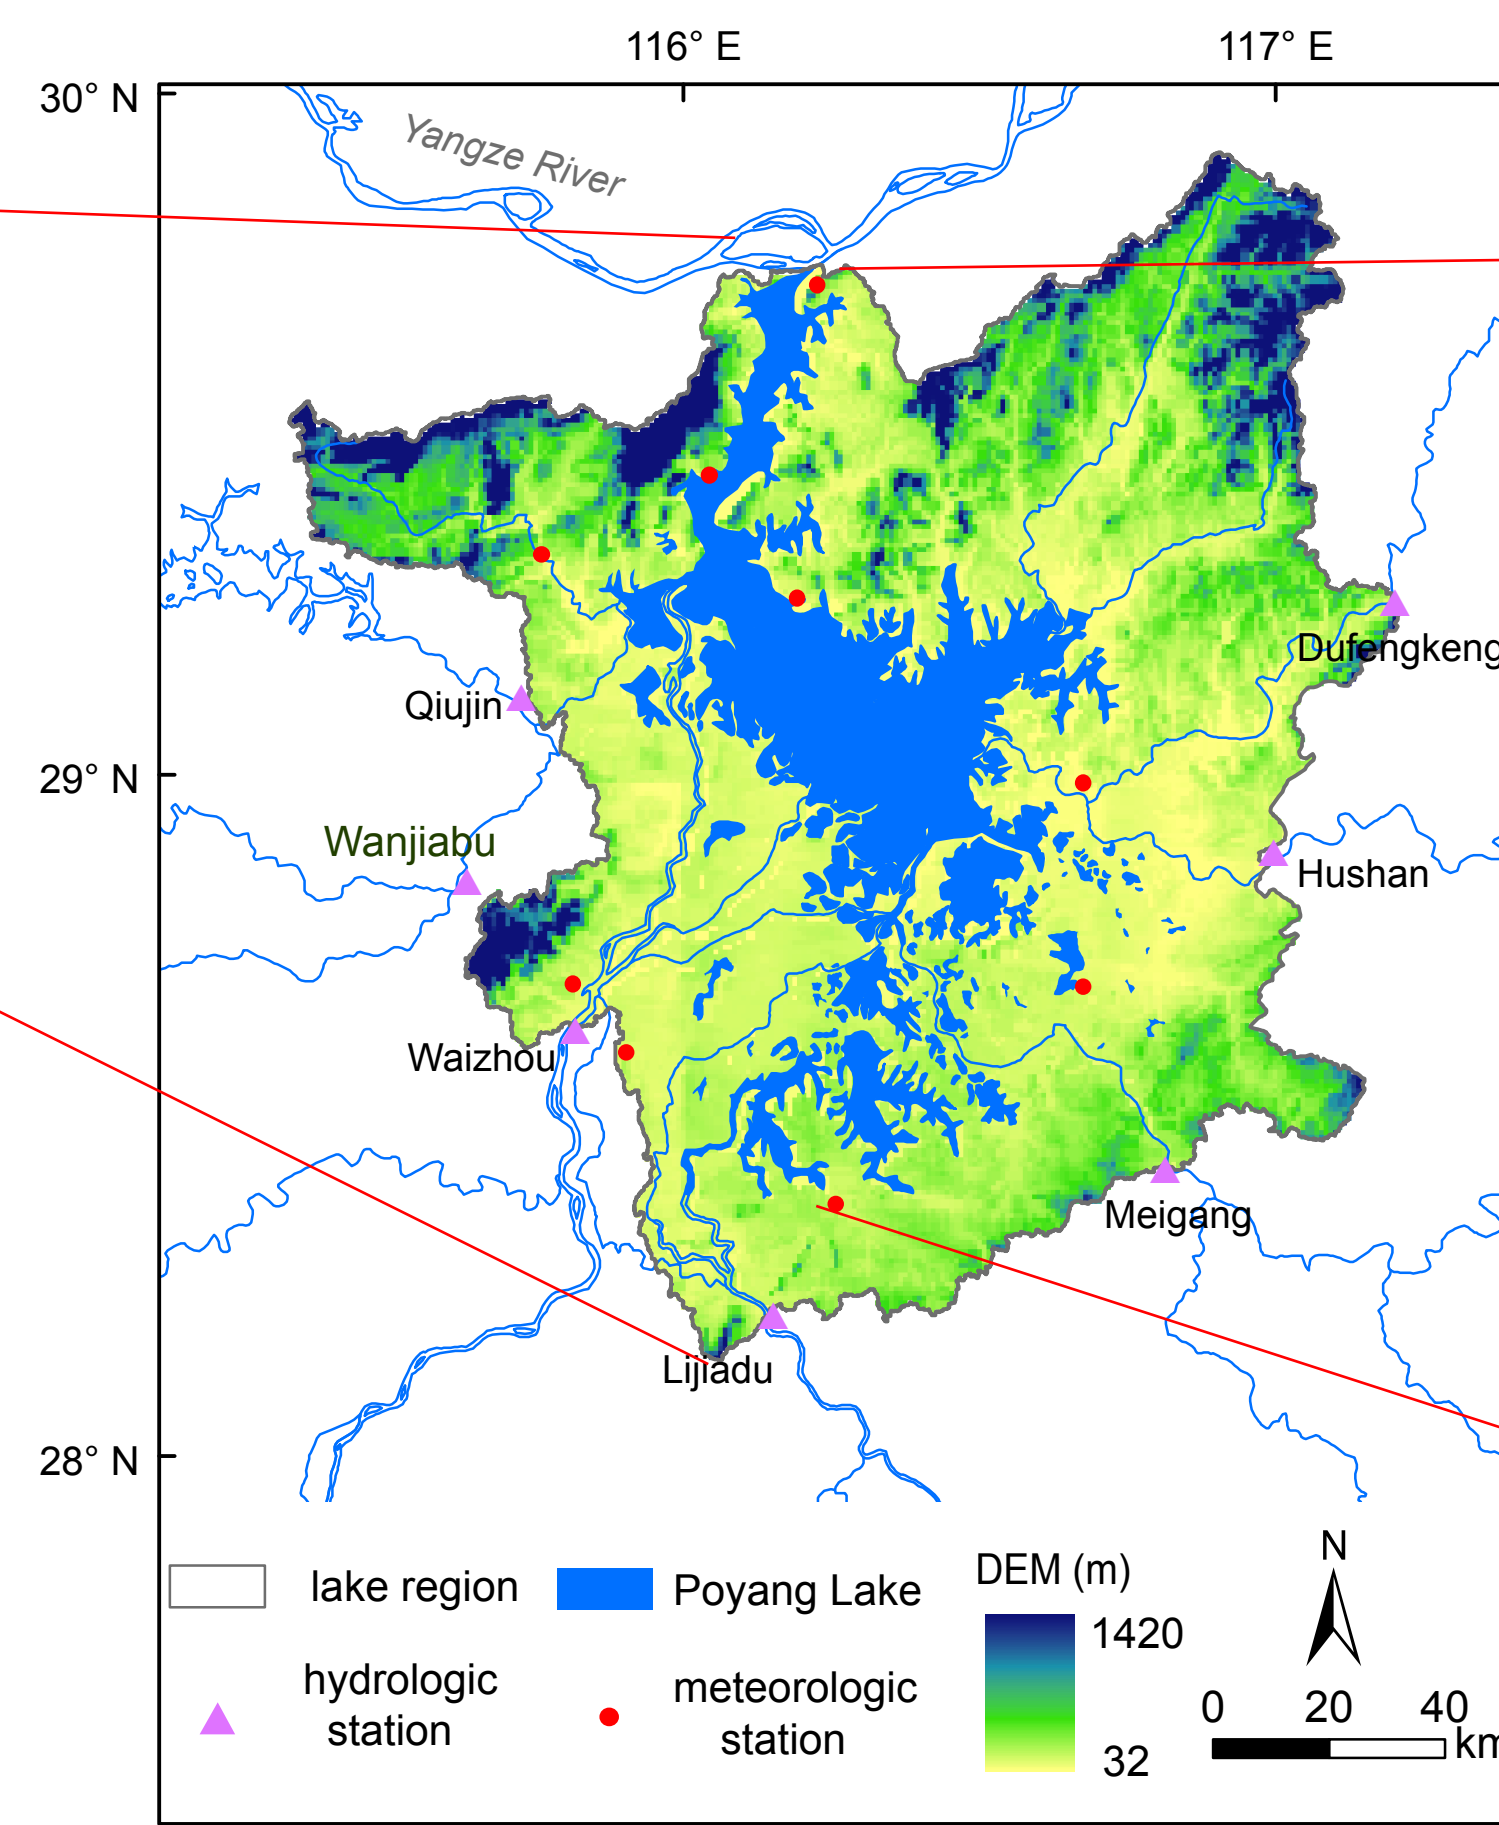 116° E
117° E
30° N
Yangze River
Dufengkeng
Qiujin
29° N
Wanjiabu
Hushan
Waizhou
Meigang
Lijiadu
28° N
lake region
Poyang Lake
DEM (m)
1420
32
N
hydrologic
station
meteorologic
station
0 20 40
km